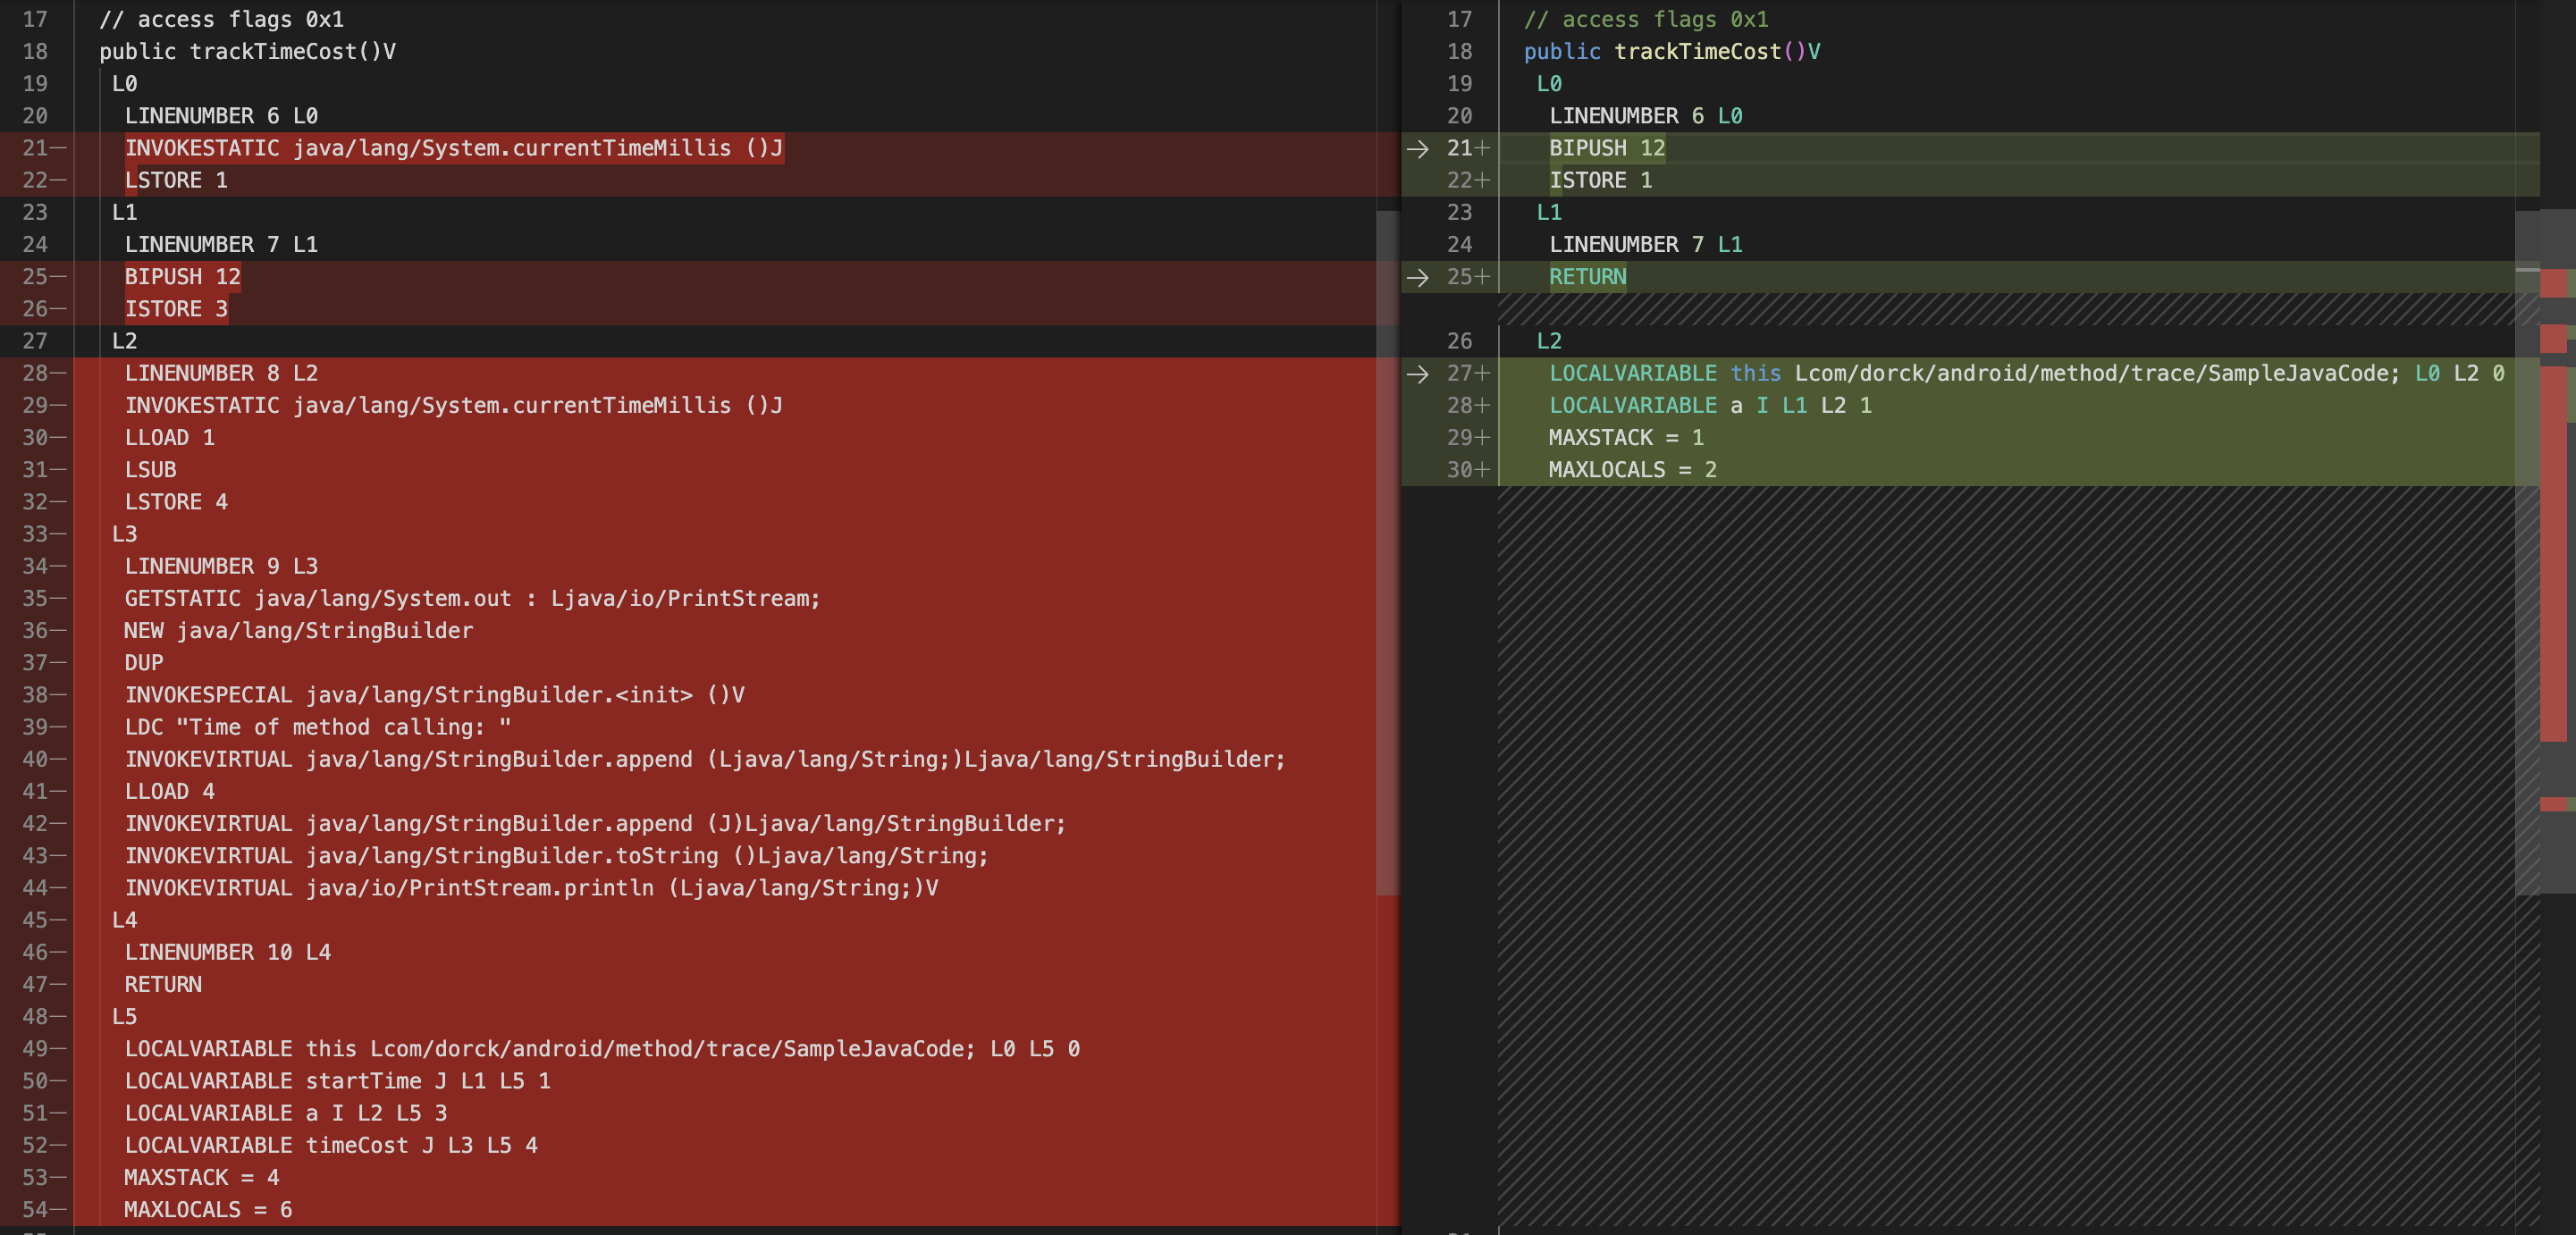 17 // access flags 0x1
18 public trackTimeCost()V
19 L0
20 LINENUMBER 6 L0
21— INVOKESTATIC java/lang/System.currentTimeMillis ()J
22— LSTORE 1
23 L1
24 LINENUMBER 7 L1
25— BIPUSH 12
26— ISTORE 3
27 L2
28— LINENUMBER 8 L2
29— INVOKESTATIC java/lang/System.currentTimeMillis ()J
30— LLOAD 1
31— LSUB
32— LSTORE 4
33— L3
34— LINENUMBER 9 L3
35— GETSTATIC java/lang/System.out : Ljava/io/PrintStream;
36— NEW java/lang/StringBuilder
37— DUP
38— INVOKESPECIAL java/lang/StringBuilder.<init> ()V
39— LDC "Time of method calling: "
40— INVOKEVIRTUAL java/lang/StringBuilder.append (Ljava/lang/String;)Ljava/lang/StringBuilder;
41— LLOAD 4
42— INVOKEVIRTUAL java/lang/StringBuilder.append (J)Ljava/lang/StringBuilder;
43— INVOKEVIRTUAL java/lang/StringBuilder.toString ()Ljava/lang/String;
44— INVOKEVIRTUAL java/io/PrintStream.println (Ljava/lang/String;)V
45— L4
46— LINENUMBER 10 L4
47— RETURN
48— L5
49— LOCALVARIABLE this Lcom/dorck/android/method/trace/SampleJavaCode; L0 L5 0
50— LOCALVARIABLE startTime J L1 L5 1
51— LOCALVARIABLE a I L2 L5 3
52— LOCALVARIABLE timeCost J L3 L5 4
53— MAXSTACK = 4
54— MAXLOCALS = 6
17 // access flags 0x1
18 public trackTimeCost()V
19 L0
20 LINENUMBER 6 L0
→ 21+ BIPUSH 12
22+ ISTORE 1
23 L1
24 LINENUMBER 7 L1
→ 25+ RETURN
26 L2
→ 27+ LOCALVARIABLE this Lcom/dorck/android/method/trace/SampleJavaCode; L0 L2 0
28+ LOCALVARIABLE a I L1 L2 1
29+ MAXSTACK = 1
30+ MAXLOCALS = 2